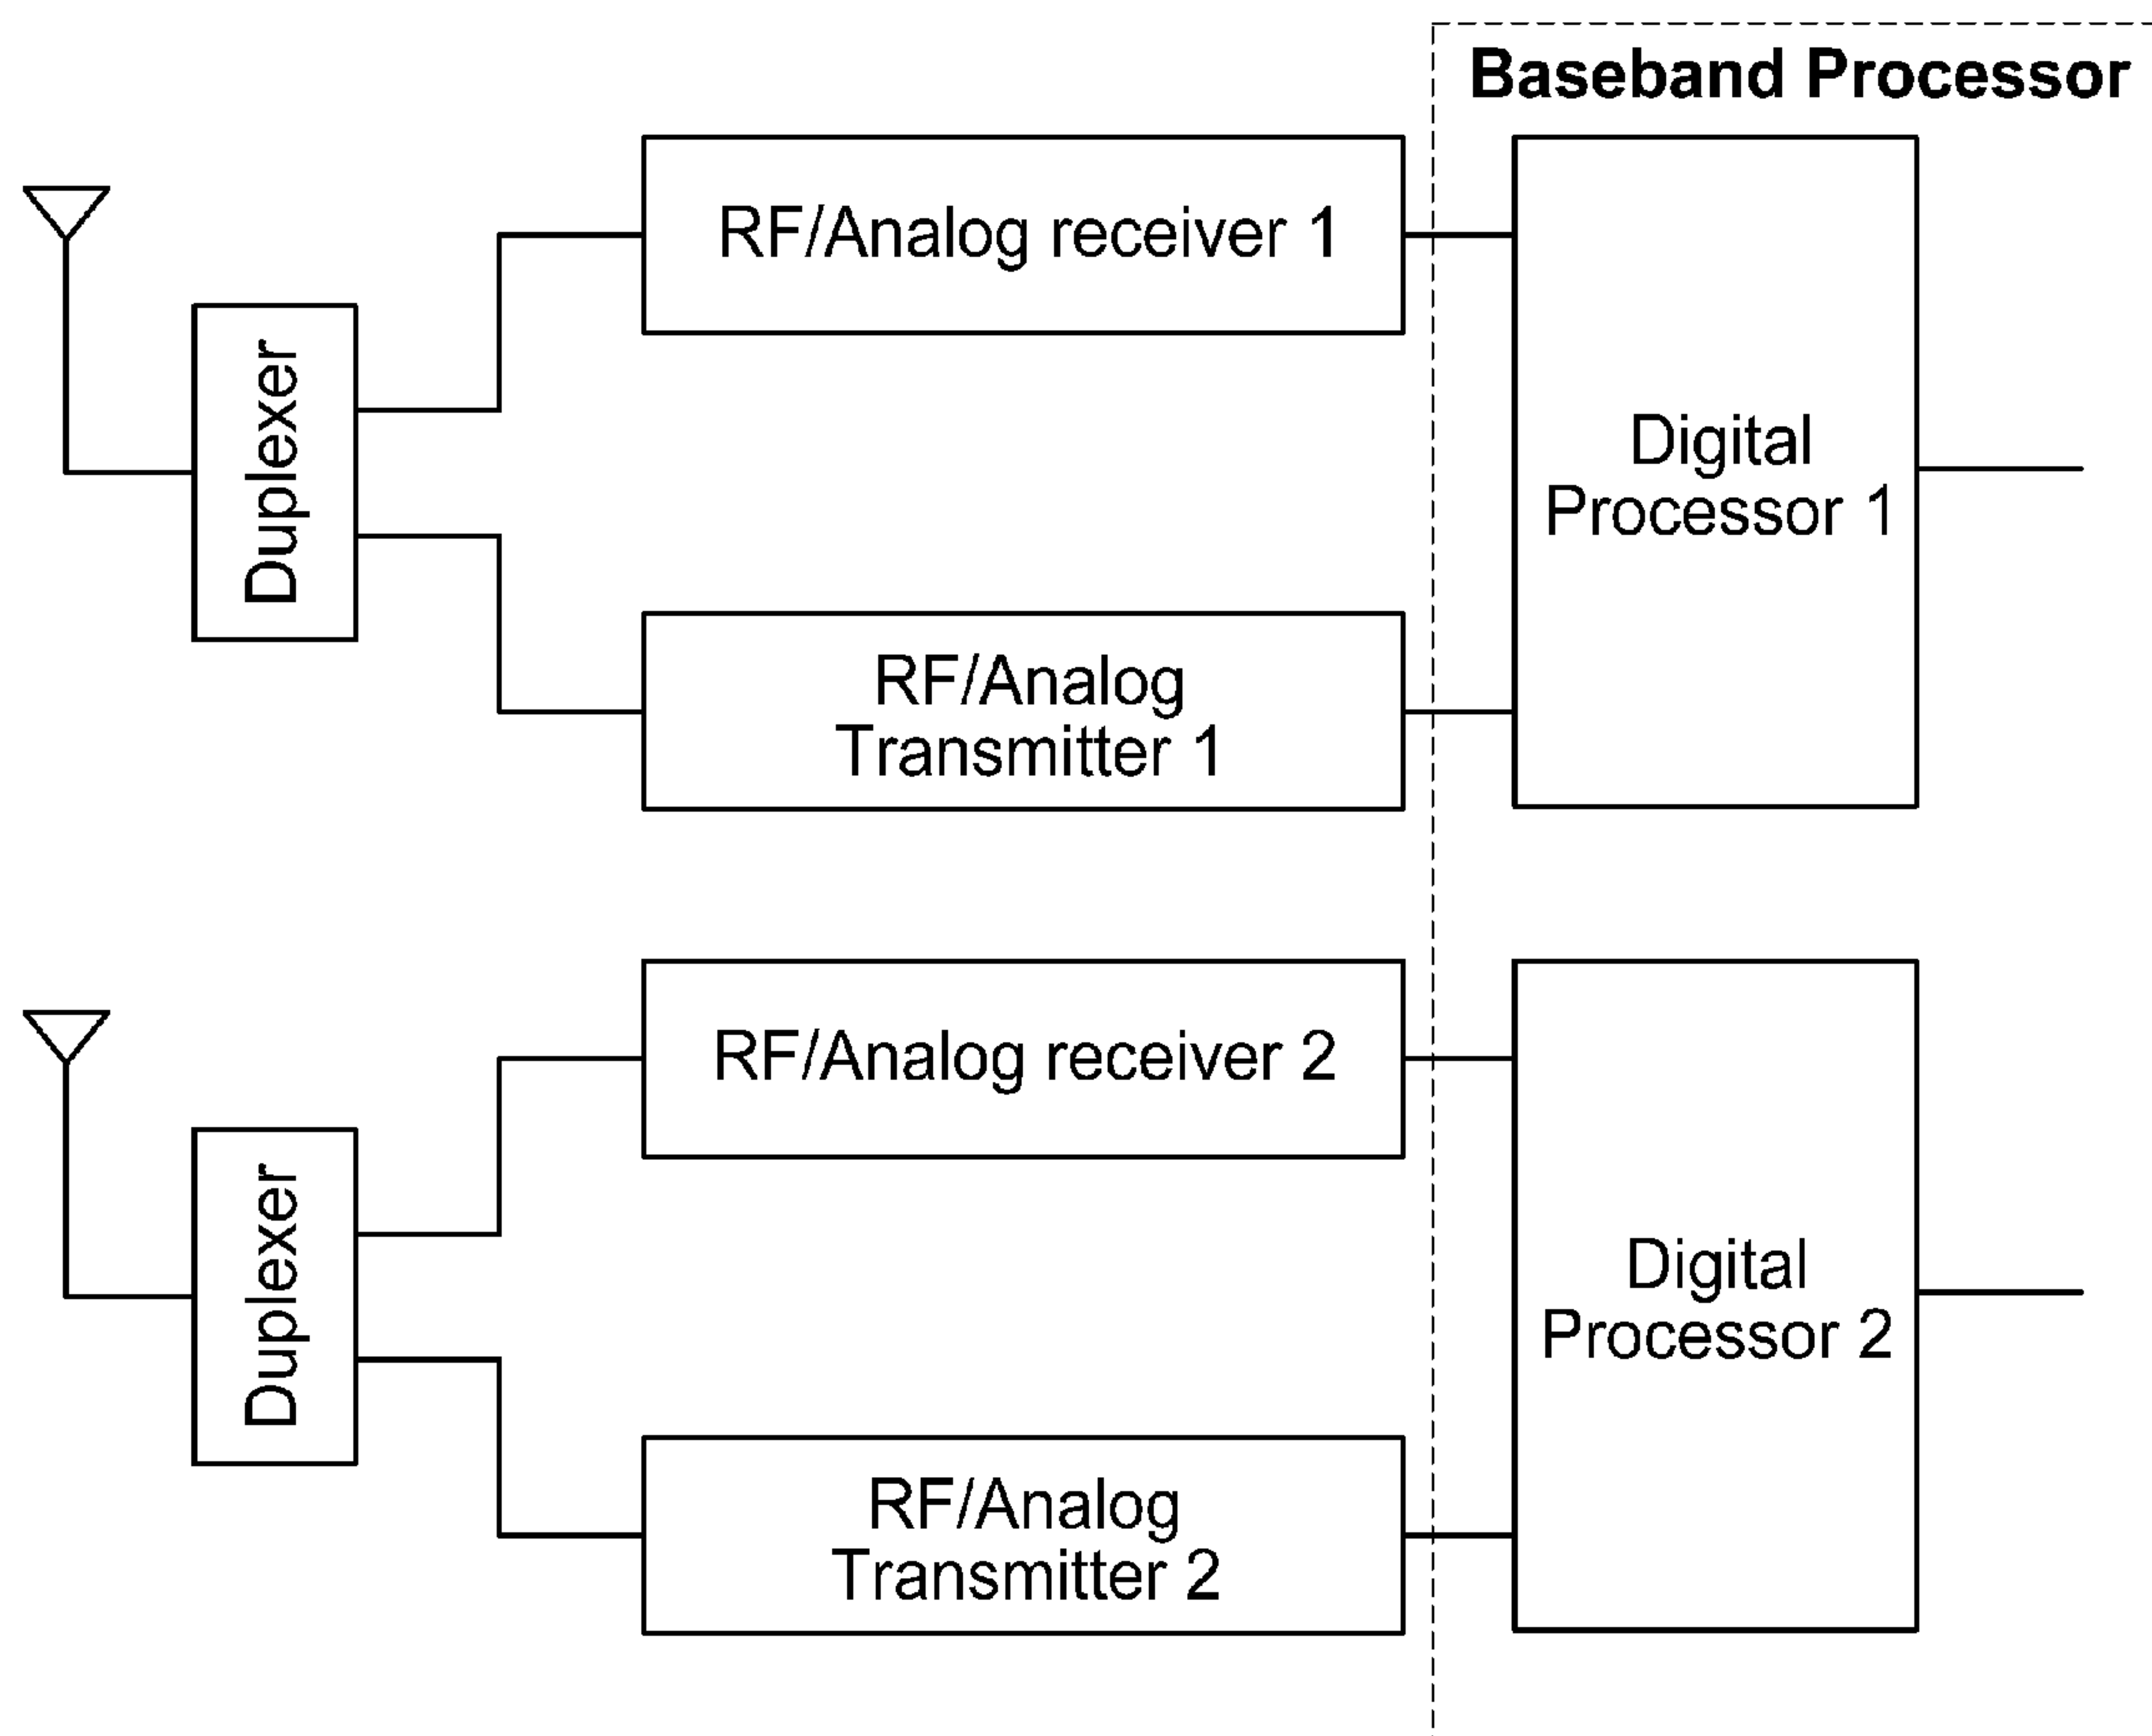 Baseband Processor
RF/Analog receiver 1
Duplexer
Digital
Processor 1
RF/Analog
Transmitter 1
RF/Analog receiver 2
Duplexer
Digital
Processor 2
RF/Analog
Transmitter 2